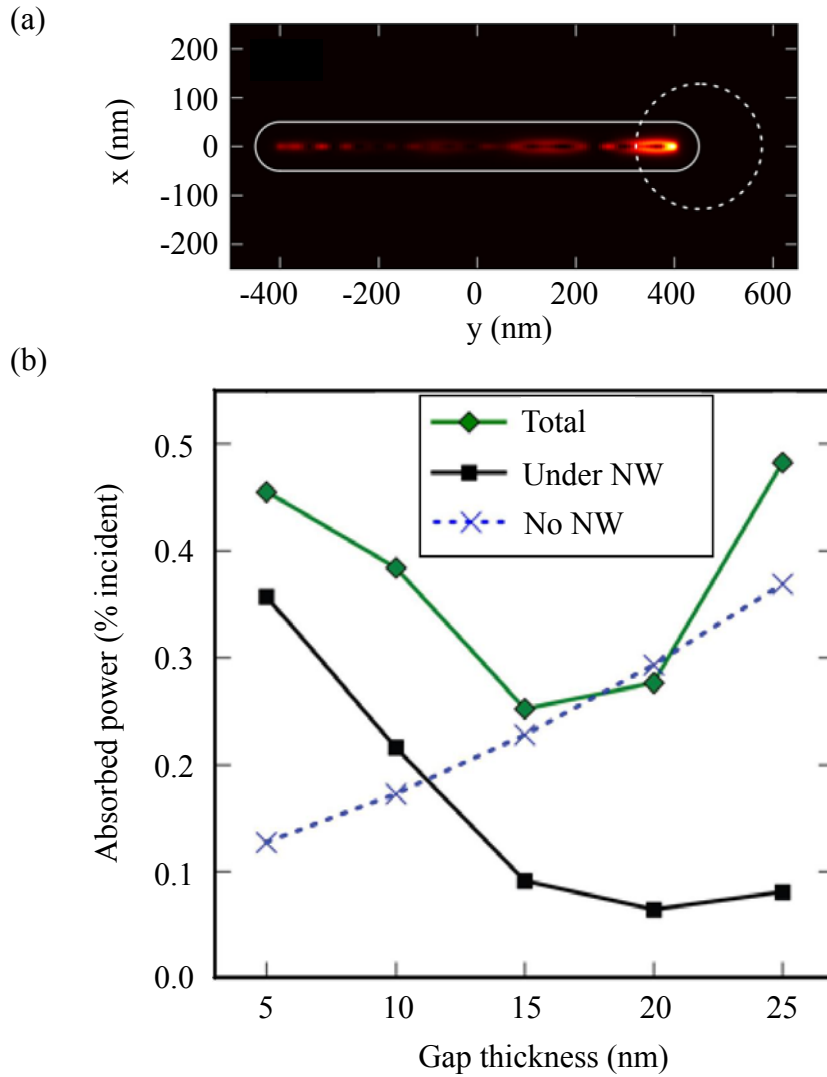 (a)
200
100
0
-100
-200
x (nm)
-400 -200 0 200 400 600
y (nm)
(b)
Total
Under NW
No NW
0.5
0.4
0.3
0.2
0.1
0.0
Absorbed power (% incident)
5 10 15 20 25
Gap thickness (nm)